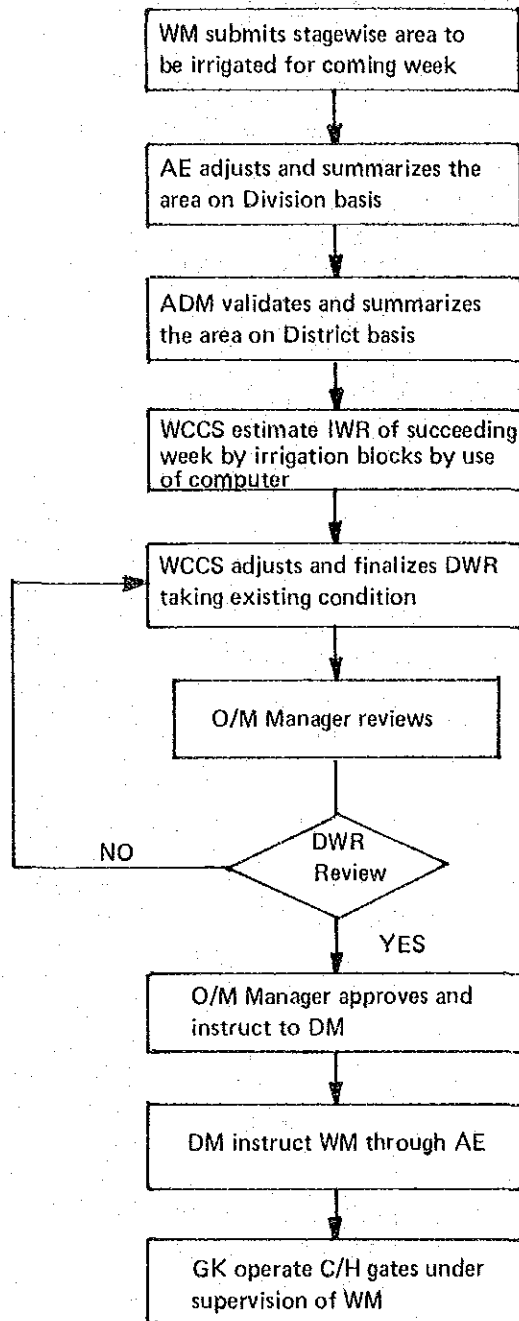 WM submits stagewise area to
be irrigated for coming week
AE adjusts and summarizes the
area on Division basis
ADM validates and summarizes
the area on District basis
WCCS estimate IWR of succeeding
week by irrigation blocks by use
of computer
WCCS adjusts and finalizes DWR
taking existing condition
O/M Manager reviews
DWR
Review
NO
YES
O/M Manager approves and
instruct to DM
DM instruct WM through AE
GK operate C/H gates under
supervision of WM